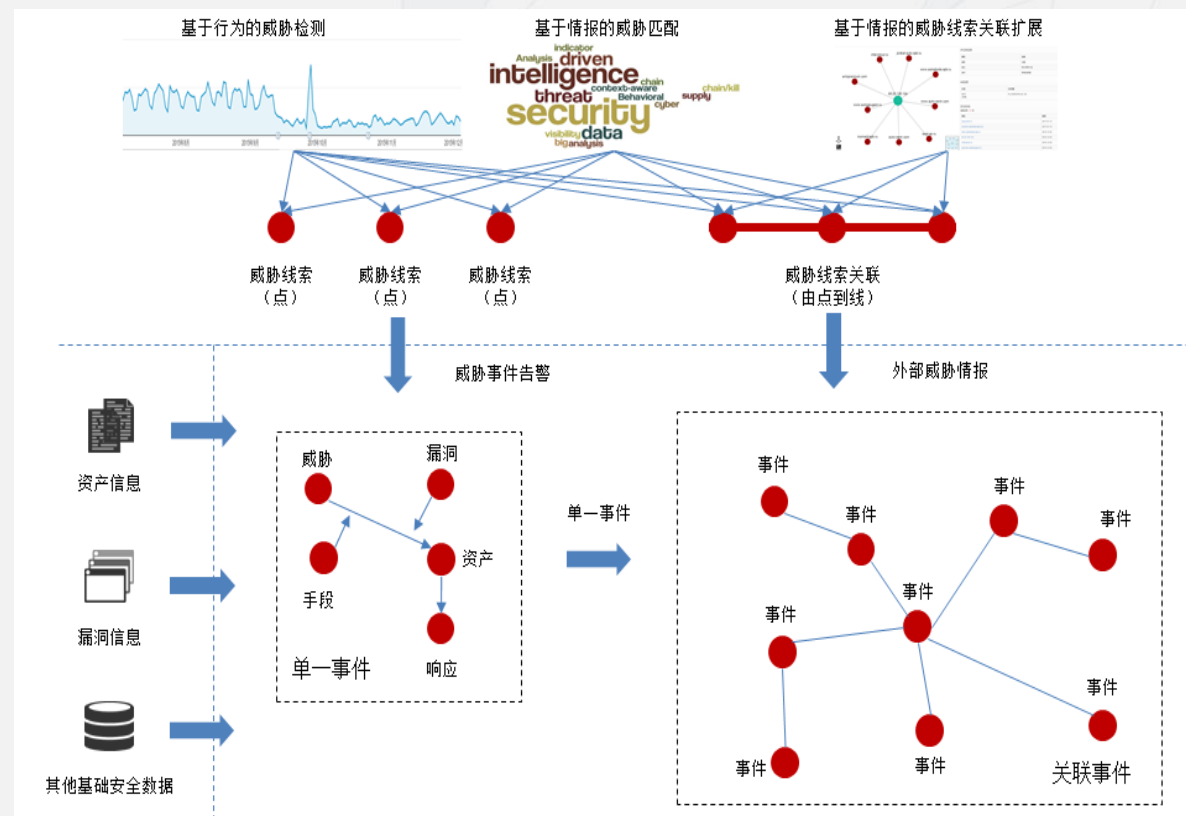 基于行为的威胁检测
基于情报的威胁匹配
基于情报的威胁线索关联扩展
indicator
Analysis driven
intelligence chain
context-aware chain/kill
threat Behavioral supply
cyber
security
visibility data
big analysis
威胁线索
（点）
威胁线索
（点）
威胁线索
（点）
威胁线索关联
（由点到线）
威胁事件告警
外部威胁情报
资产信息
漏洞信息
其他基础安全数据
威胁
漏洞
资产
手段
响应
单一事件
单一事件
事件
事件
事件
事件
事件
事件
事件
事件
事件
关联事件